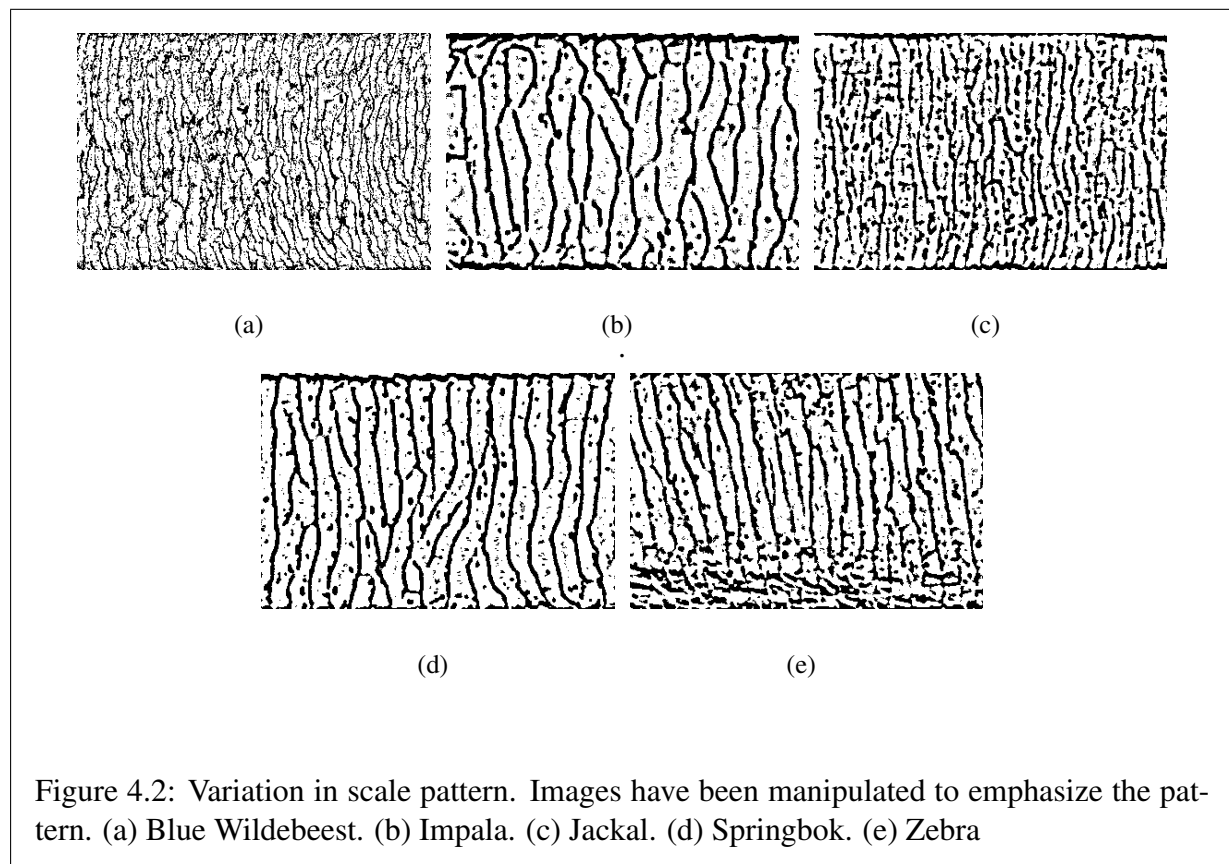 (a)
(b)
(c)
.
(d)
(e)
Figure 4.2: Variation in scale pattern. Images have been manipulated to emphasize the pat-
tern. (a) Blue Wildebeest. (b) Impala. (c) Jackal. (d) Springbok. (e) Zebra